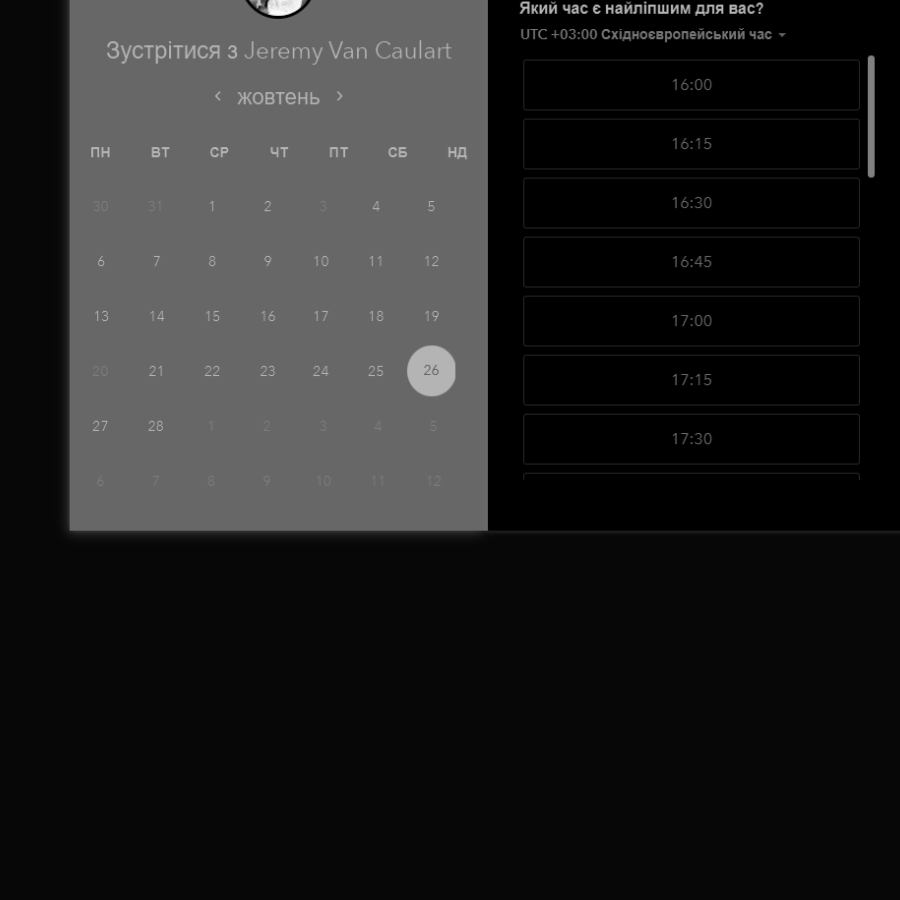 Зустрітися з Jeremy Van Caulart
жовтень
ПН ВТ СР ЧТ ПТ СБ НД
30 31 1 2 3 4 5
6 7 8 9 10 11 12
13 14 15 16 17 18 19
20 21 22 23 24 25 26
27 28 1 2 3 4 5
6 7 8 9 10 11 12
Який час є найліпшим для вас?
UTC +03:00 Східноєвропейський час
16:00
16:15
16:30
16:45
17:00
17:15
17:30